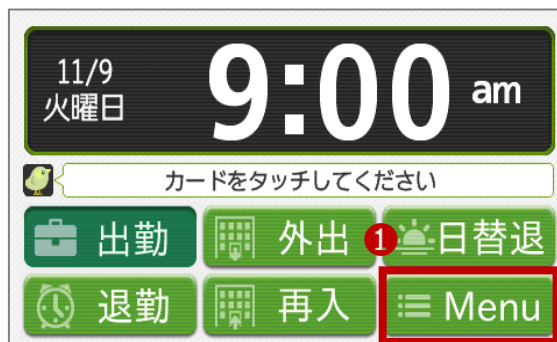 11/9
火曜日
9:00 am
カードをタッチしてください
出勤 外出 1 日替退
退勤 再入 Menu